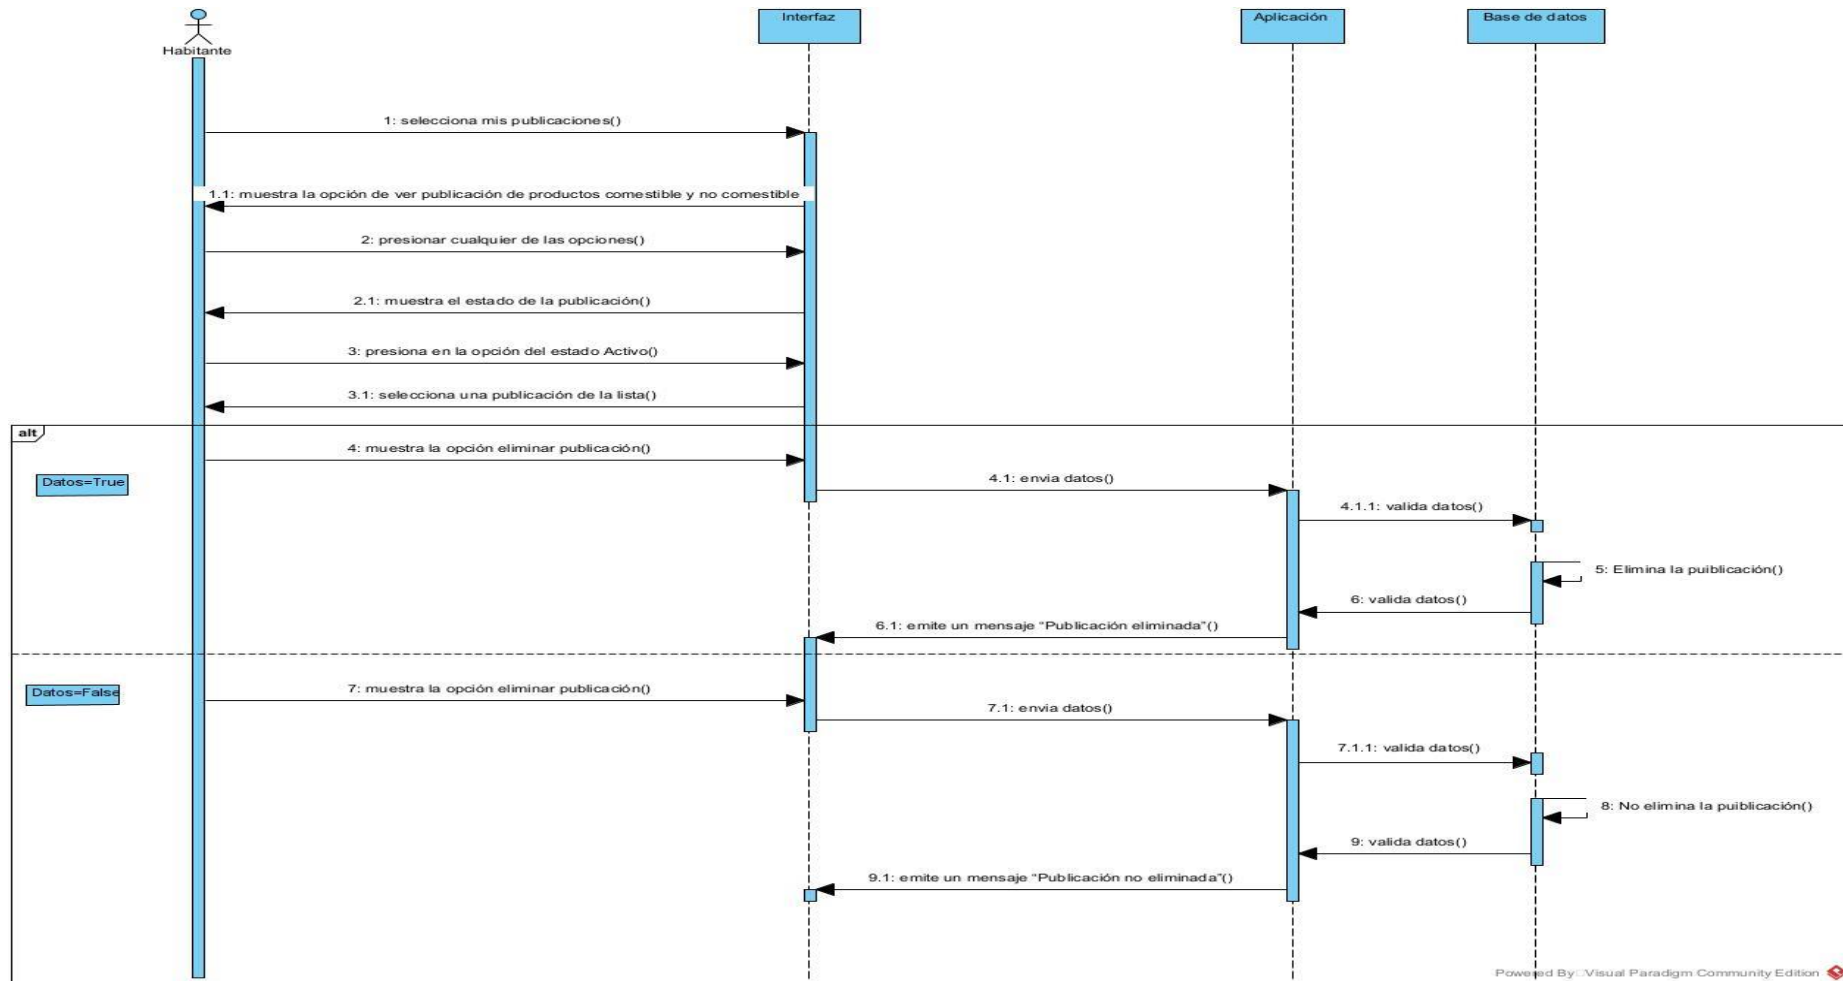 Interfaz
Aplicación
Base de datos
Habitante
1: selecciona mis publicaciones()
1.1: muestra la opción de ver publicación de productos comestible y no comestible
2: presionar cualquier de las opciones()
2.1: muestra el estado de la publicación()
3: presiona en la opción del estado Activo()
3.1: selecciona una publicación de la lista()
alt
4: muestra la opción eliminar publicación()
Datos=True
4.1: envia datos()
4.1.1: valida datos()
5: Elimina la puiblicación()
6: valida datos()
6.1: emite un mensaje "Publicación eliminada"()
Datos=False
7: muestra la opción eliminar publicación()
7.1: envia datos()
7.1.1: valida datos()
8: No elimina la puiblicación()
9: valida datos()
9.1: emite un mensaje "Publicación no eliminada"()
Powered By Visual Paradigm Community Edition